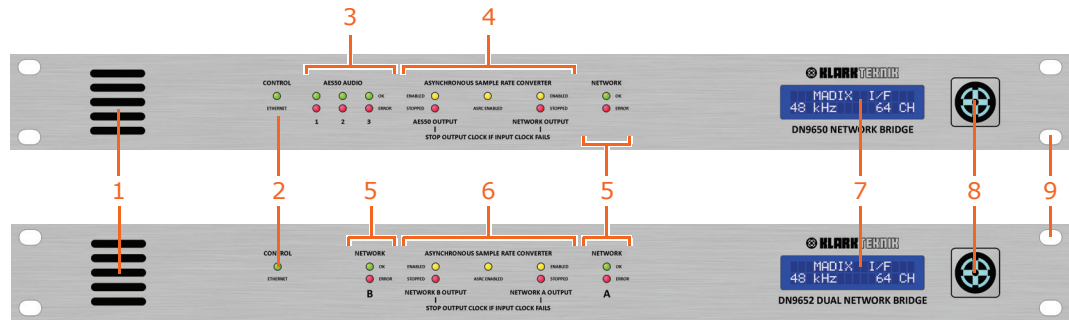 3 4
CONTROL AES50 AUDIO ASYNCHRONOUS SAMPLE RATE CONVERTER NETWORK KLARK TEKNIK
OK ENABLED ENABLED OK
MADIX I/F
ETHERNET ERROR STOPPED ASRC ENABLED STOPPED ERROR
48 kHz 64 CH
1 2 3 AES50 OUTPUT NETWORK OUTPUT
DN9650 NETWORK BRIDGE
STOP OUTPUT CLOCK IF INPUT CLOCK FAILS
1 2 5 6 5 7 8 9
CONTROL NETWORK ASYNCHRONOUS SAMPLE RATE CONVERTER NETWORK KLARK TEKNIK
OK ENABLED ENABLED OK
MADIX I/F
ETHERNET ERROR STOPPED ASRC ENABLED STOPPED ERROR
48 kHz 64 CH
B NETWORK B OUTPUT NETWORK A OUTPUT A
DN9652 DUAL NETWORK BRIDGE
STOP OUTPUT CLOCK IF INPUT CLOCK FAILS